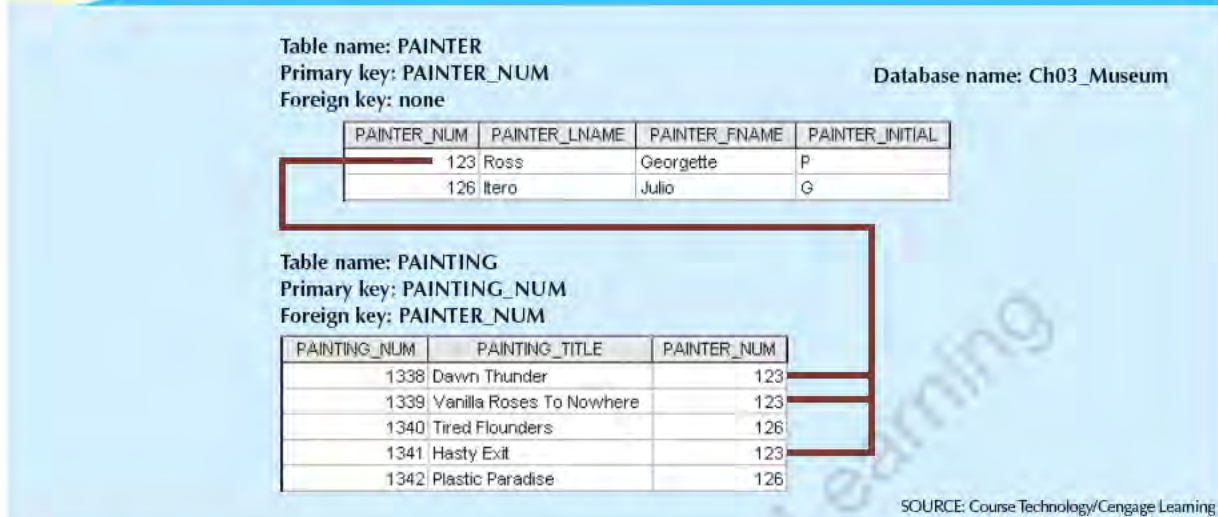 Table name: PAINTER
Primary key: PAINTER_NUM
Database name: Ch03_Museum
Foreign key: none
PAINTER_NUM PAINTER_LNAME PAINTER_FNAME PAINTER_INITIAL
123 Ross Georgette P
126 Itero Julio G
Table name: PAINTING
Primary key: PAINTING_NUM
Foreign key: PAINTER_NUM
PAINTING_NUM PAINTING_TITLE PAINTER_NUM
1338 Dawn Thunder 123
1339 Vanilla Roses To Nowhere 123
1340 Tired Flounders 126
1341 Hasty Exit 123
1342 Plastic Paradise 126
earning
SOURCE: Course Technology/Cengage Learning